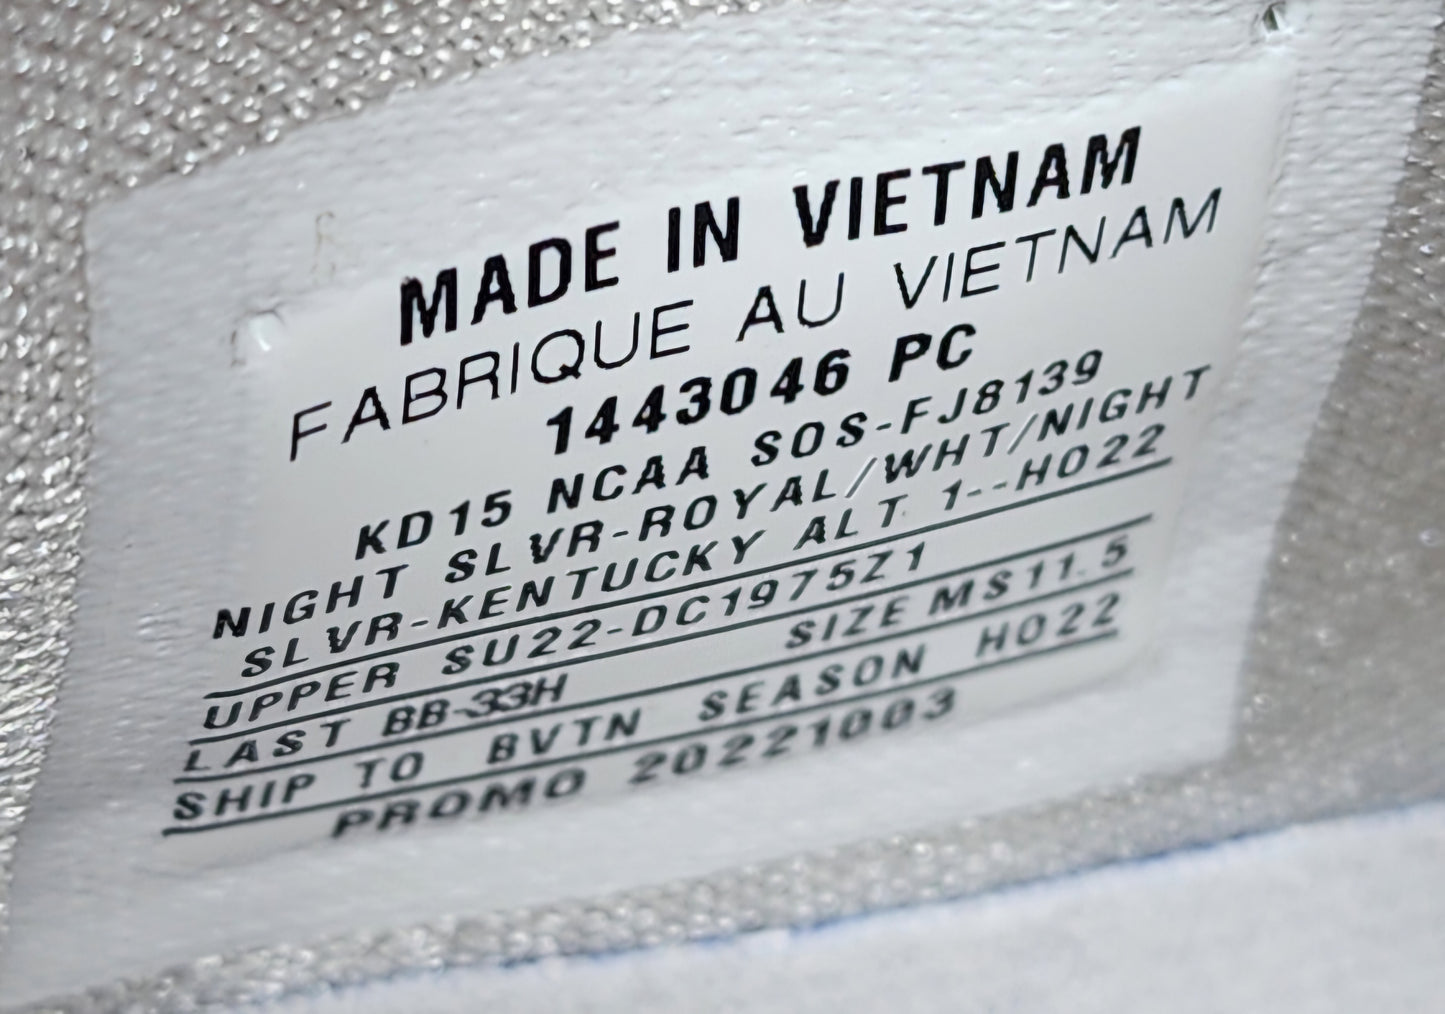 MADE IN VIETNAM
FABRIQUE AU VIETNAM
1443046 PC
KD15 NCAA SOS-FJ8139
NIGHT SLVR-ROYAL/WHT/NIGHT
SLVR-KENTUCKY ALT 1--HO22
UPPER SU22-DC1975Z1
LAST BB-33H SIZE MS11.5
SHIP TO BVTN SEASON HO22
PROMO 20221003